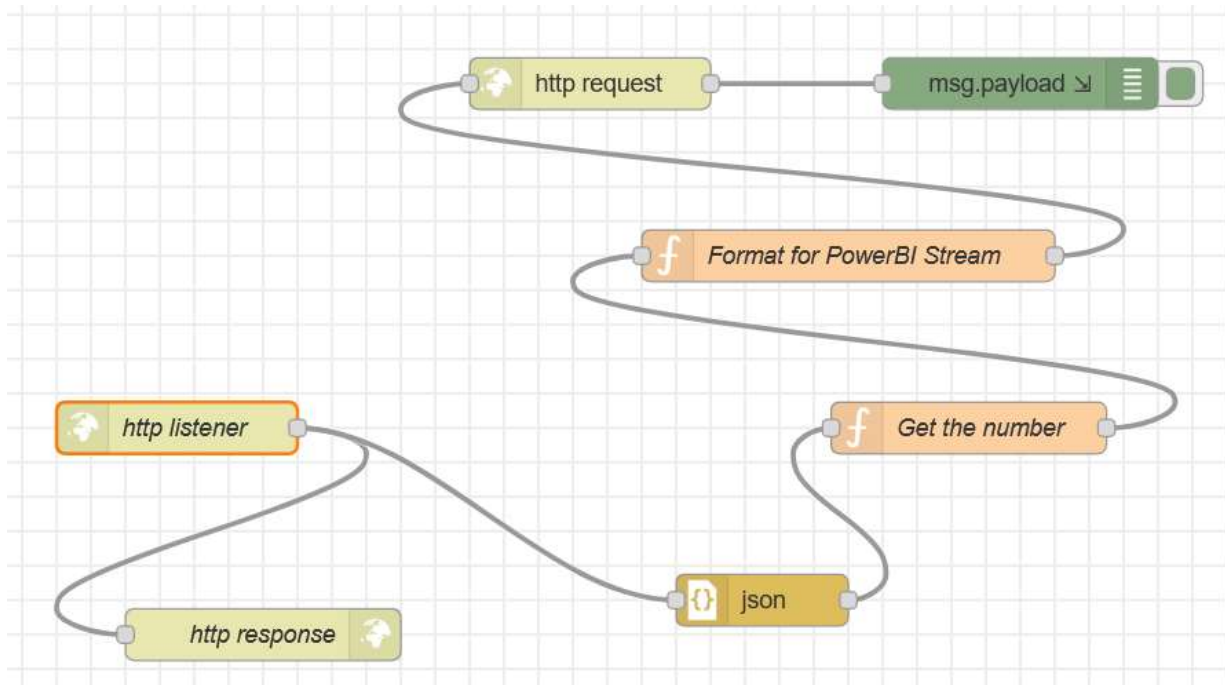 http request
msg.payload
Format for PowerBI Stream
http listener
Get the number
json
http response